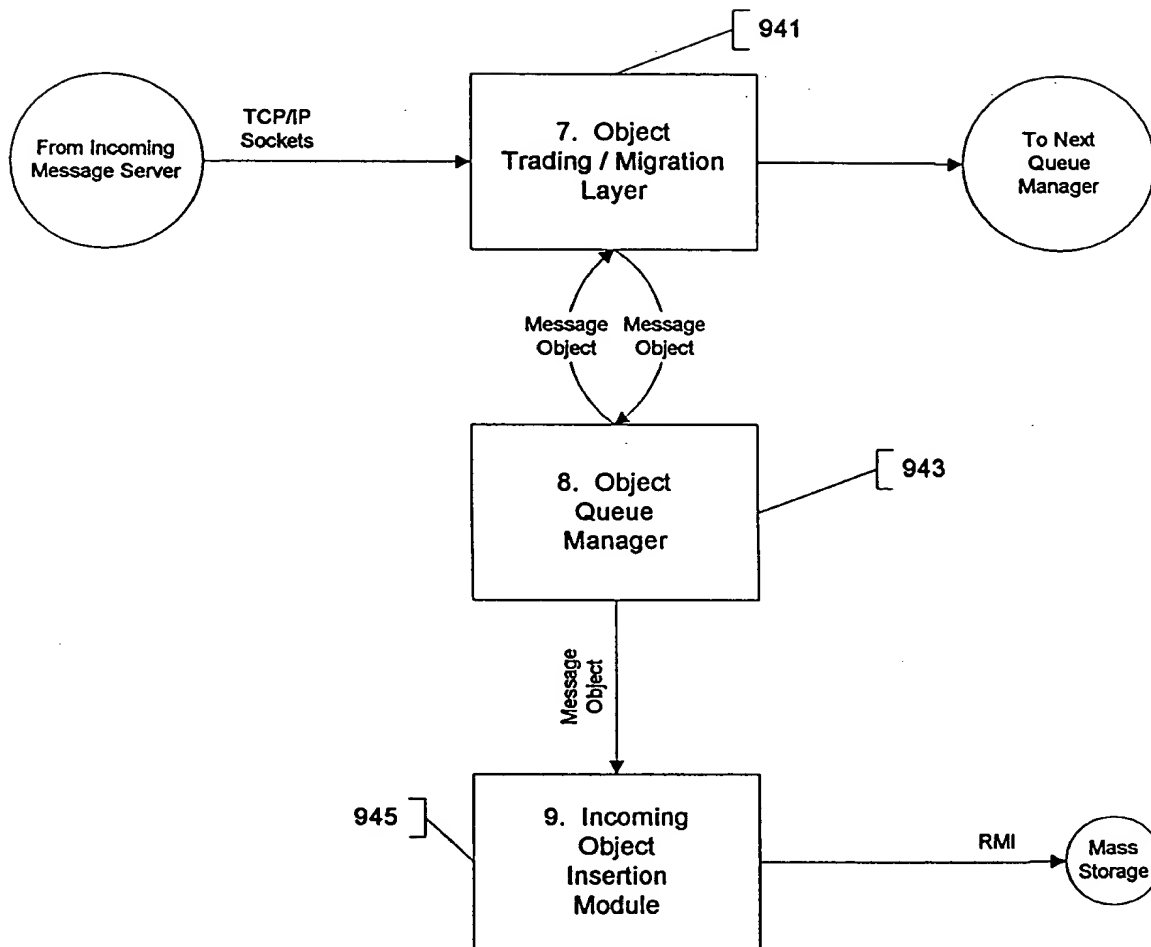 941
From Incoming
Message Server
TCP/IP
Sockets
7. Object
Trading / Migration
Layer
To Next
Queue
Manager
Message
Object
Message
Object
8. Object
Queue
Manager
943
Message
Object
945
9. Incoming
Object
Insertion
Module
RMI
Mass
Storage